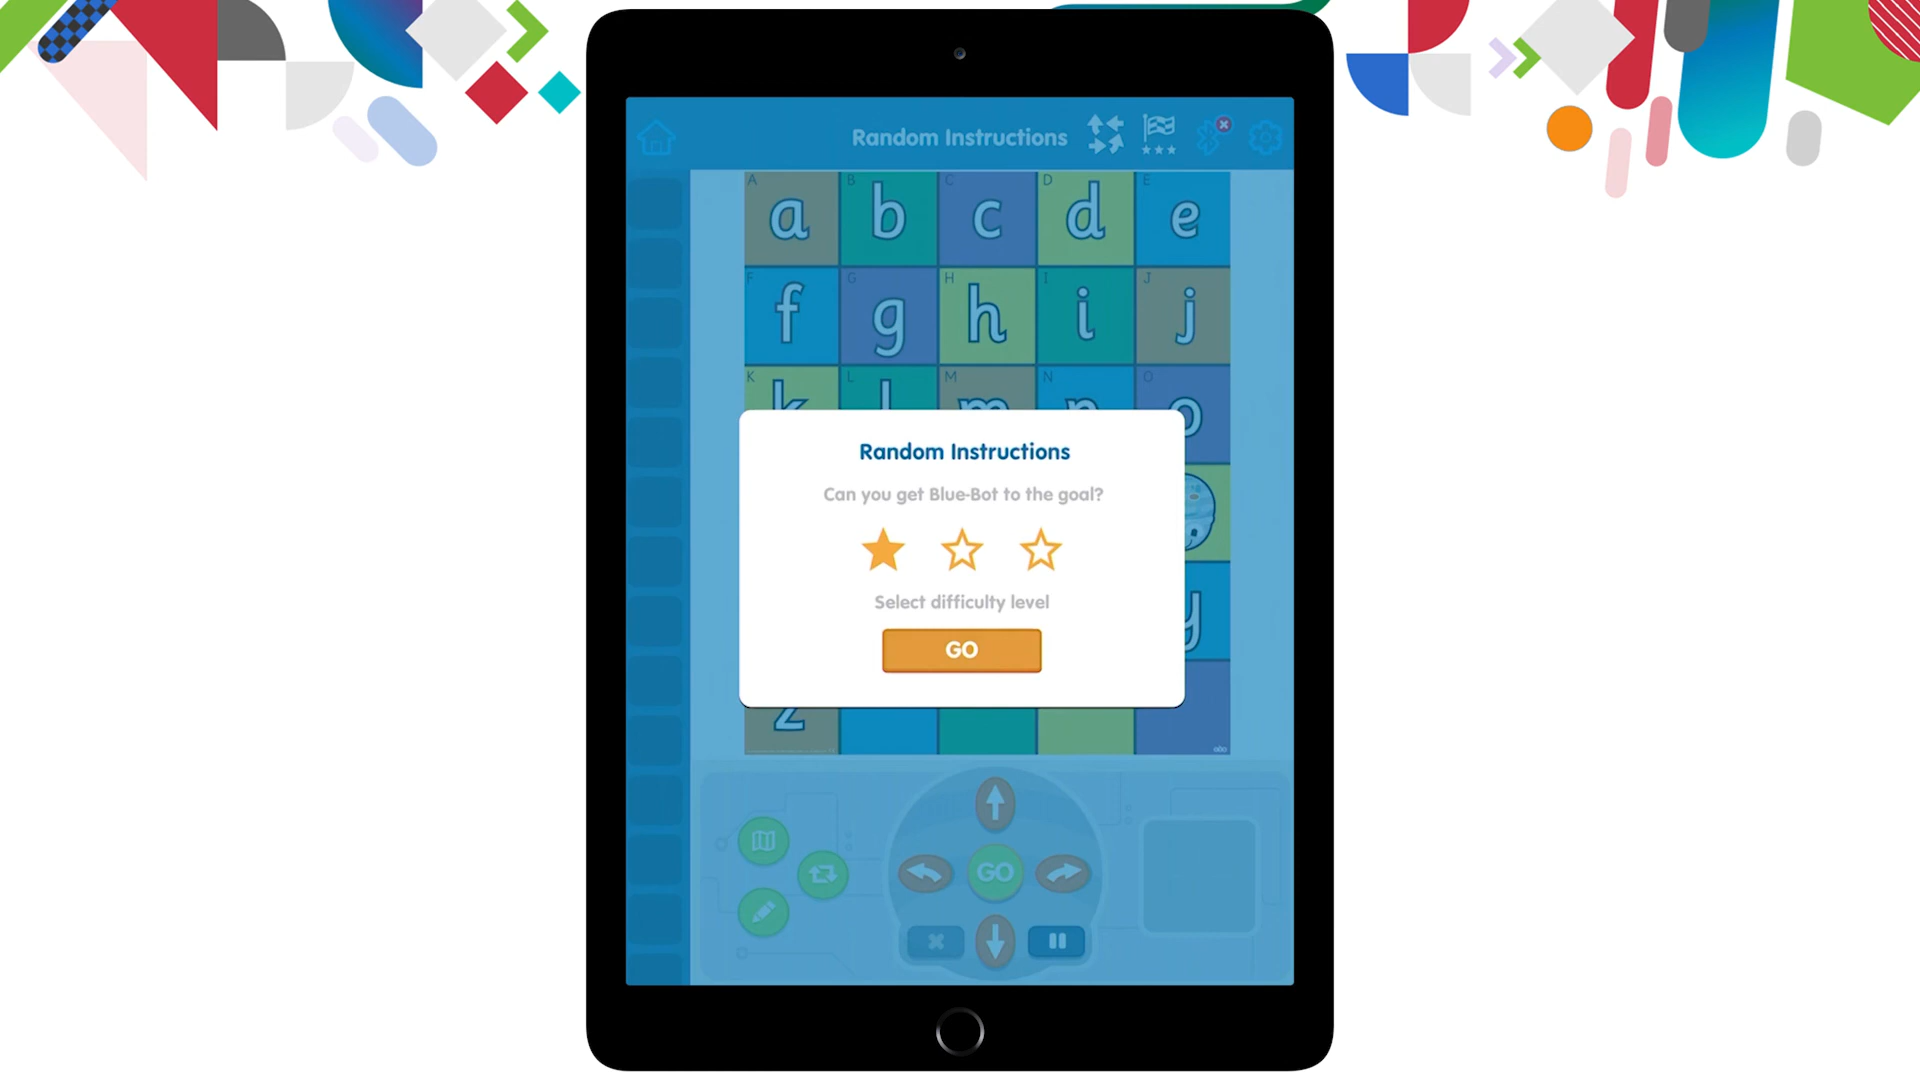 Random Instructions
A B C D E
a b c d e
F G H I J
f g h i j
K L M N O
k l m n o
Random Instructions
Can you get Blue-Bot to the goal?
Select difficulty level
GO
y
z
GO